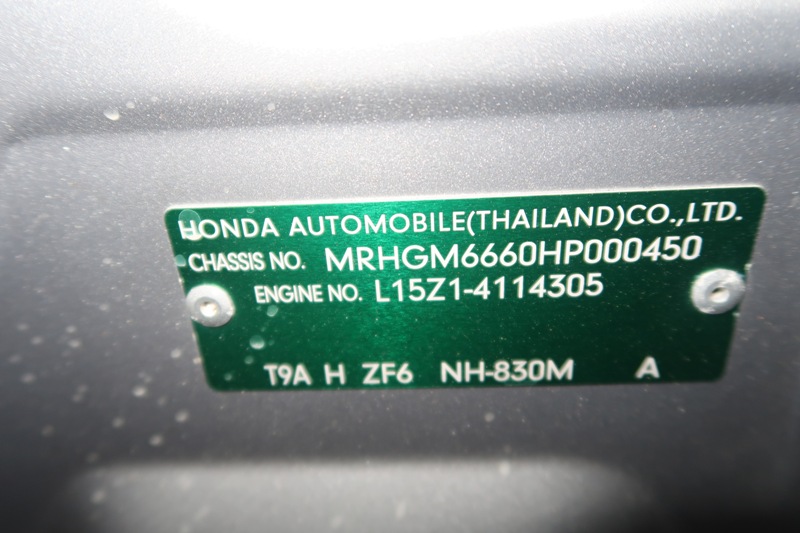 HONDA AUTOMOBILE(THAILAND)CO.,LTD.
CHASSIS NO. MRHGM6660HP000450
ENGINE NO. L15Z1-4114305
T9A H ZF6 NH-830M A